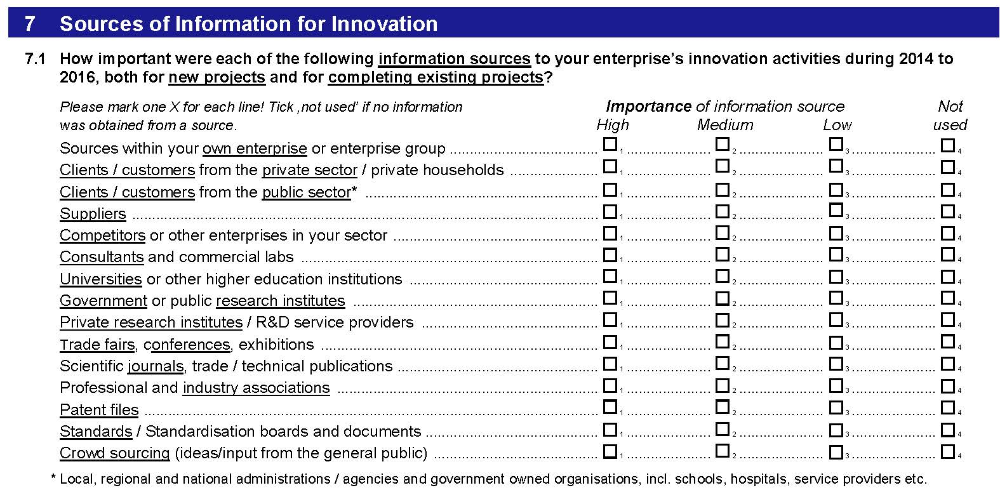 7 Sources of Information for Innovation
7.1 How important were each of the following information sources to your enterprise’s innovation activities during 2014 to
2016, both for new projects and for completing existing projects?
Please mark one X for each line! Tick ‚not used’ if no information Importance of information source Not
was obtained from a source. High Medium Low used
Sources within your own enterprise or enterprise group ..... ☐ 1 ..... ☐ 2 ..... ☐ 3 ..... ☐ 4
Clients / customers from the private sector / private households ..... ☐ 1 ..... ☐ 2 ..... ☐ 3 ..... ☐ 4
Clients / customers from the public sector* ..... ☐ 1 ..... ☐ 2 ..... ☐ 3 ..... ☐ 4
Suppliers ..... ☐ 1 ..... ☐ 2 ..... ☐ 3 ..... ☐ 4
Competitors or other enterprises in your sector ..... ☐ 1 ..... ☐ 2 ..... ☐ 3 ..... ☐ 4
Consultants and commercial labs ..... ☐ 1 ..... ☐ 2 ..... ☐ 3 ..... ☐ 4
Universities or other higher education institutions ..... ☐ 1 ..... ☐ 2 ..... ☐ 3 ..... ☐ 4
Government or public research institutes ..... ☐ 1 ..... ☐ 2 ..... ☐ 3 ..... ☐ 4
Private research institutes / R&D service providers ..... ☐ 1 ..... ☐ 2 ..... ☐ 3 ..... ☐ 4
Trade fairs, conferences, exhibitions ..... ☐ 1 ..... ☐ 2 ..... ☐ 3 ..... ☐ 4
Scientific journals, trade / technical publications ..... ☐ 1 ..... ☐ 2 ..... ☐ 3 ..... ☐ 4
Professional and industry associations ..... ☐ 1 ..... ☐ 2 ..... ☐ 3 ..... ☐ 4
Patent files ..... ☐ 1 ..... ☐ 2 ..... ☐ 3 ..... ☐ 4
Standards / Standardisation boards and documents ..... ☐ 1 ..... ☐ 2 ..... ☐ 3 ..... ☐ 4
Crowd sourcing (ideas/input from the general public) ..... ☐ 1 ..... ☐ 2 ..... ☐ 3 ..... ☐ 4
* Local, regional and national administrations / agencies and government owned organisations, incl. schools, hospitals, service providers etc.